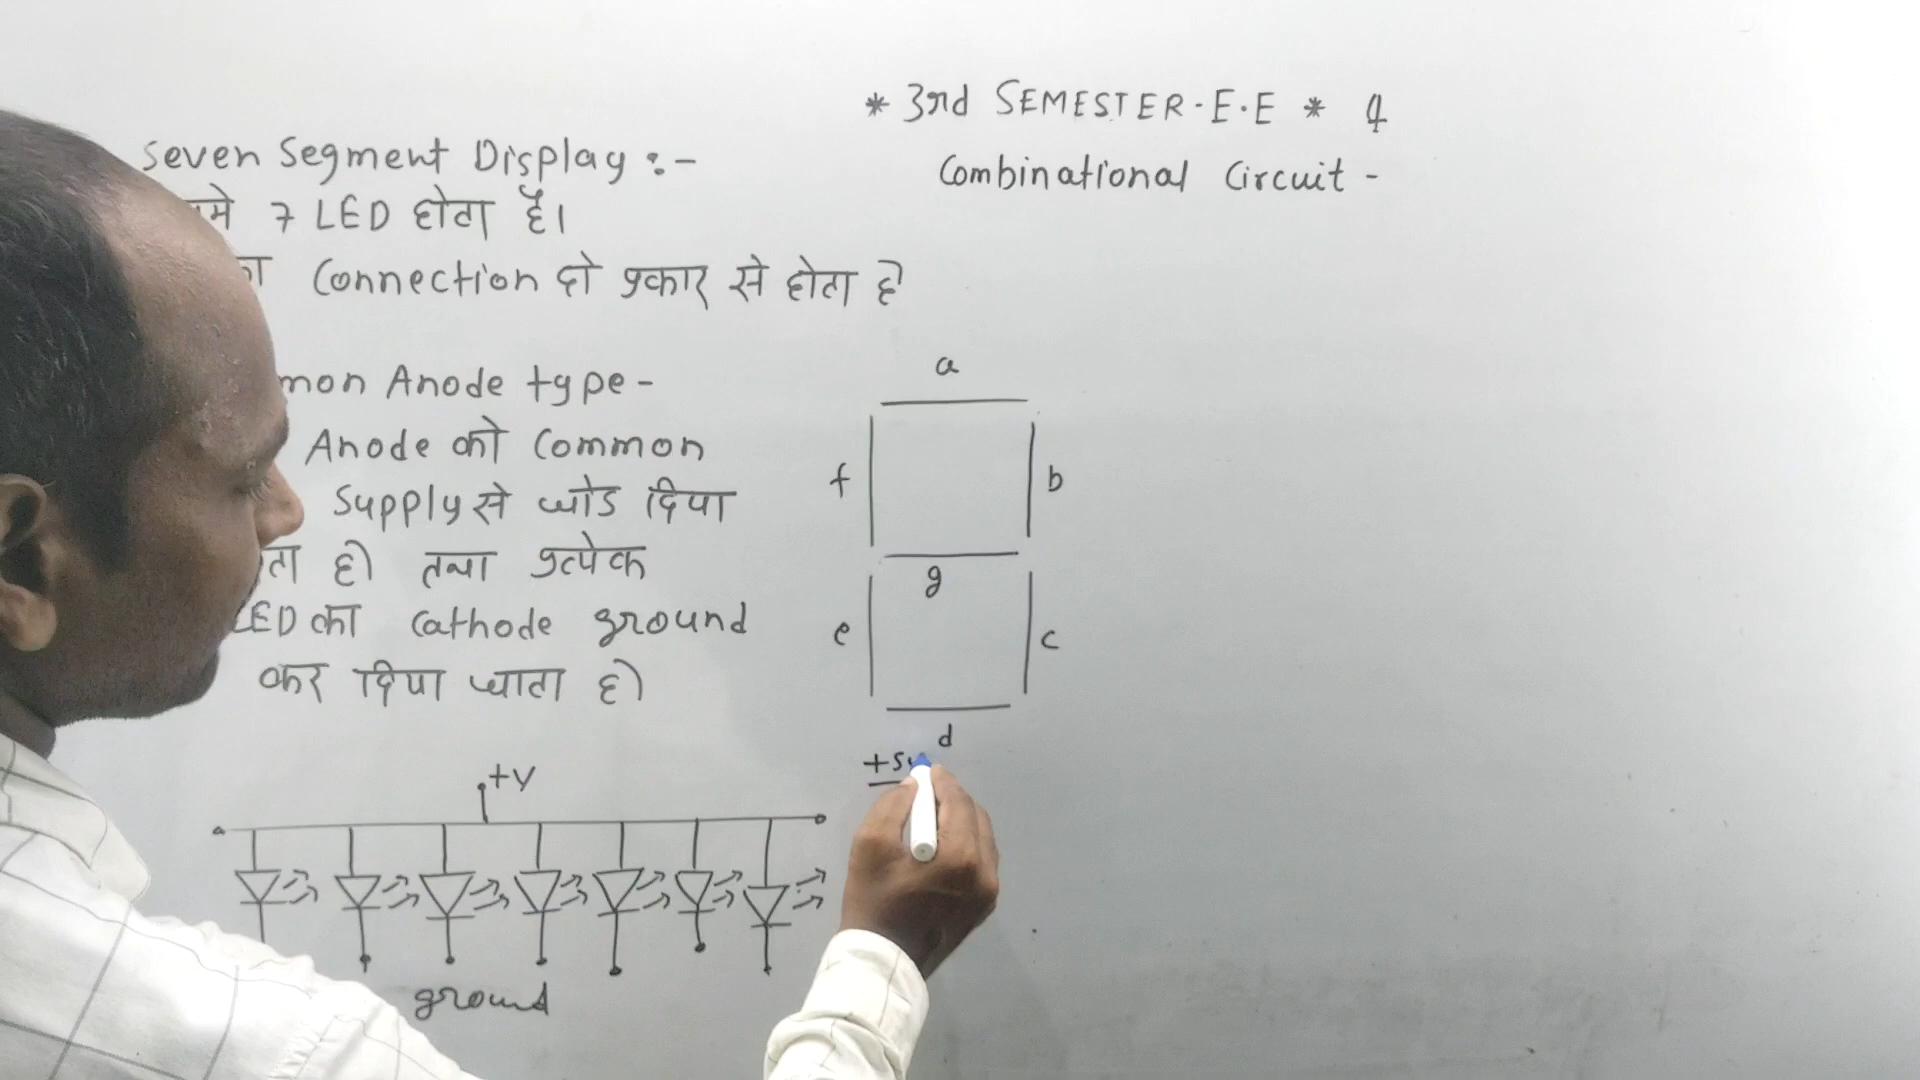 * 3rd SEMESTER-E.E * 4
Combinational Circuit -
Seven Segment Display :-
7 LED होता है।
Connection दो प्रकार से होता है
Anode type-
Anode को Common
Supply से जोड दिया
है तथा प्रत्येक
LED का Cathode ground
कर दिया जाता है
a
f
b
g
e
c
d
+V
+5V
ground